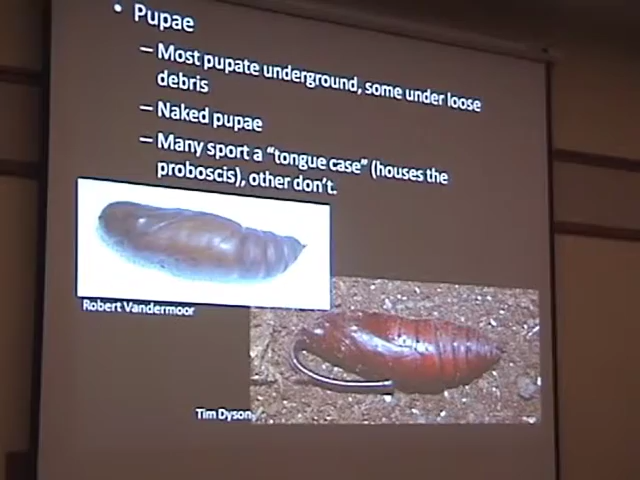 • Pupae
– Most pupate underground, some under loose
debris
– Naked pupae
– Many sport a “tongue case” (houses the
proboscis), other don’t.
Robert Vandermoor
Tim Dyson